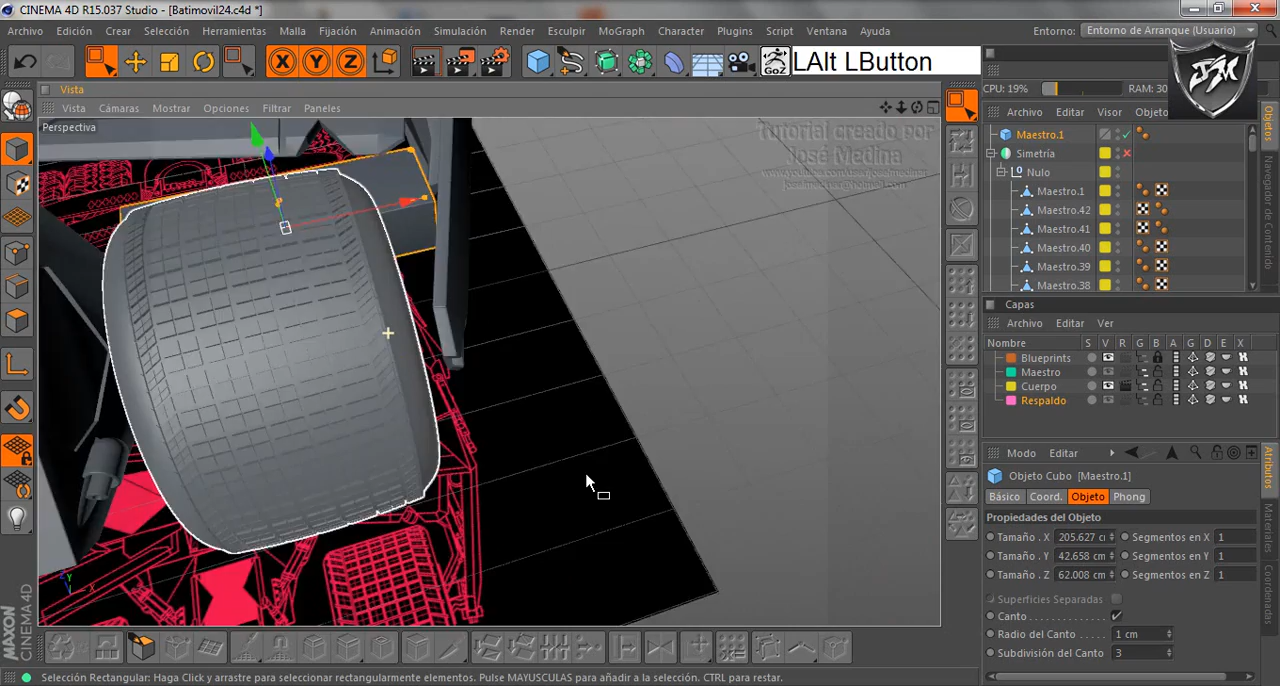 CINEMA 4D R15.037 Studio - [Batimovil24.c4d *]
Archivo Edición Crear Selección Herramientas Malla Fijación Animación Simulación Render Esculpir MoGraph Character Plugins Script Ventana Ayuda Entorno: Entorno de Arranque (Usuario)
X Y Z GoZ LAlt LButton
JM
Vista
CPU: 19% RAM: 30
Vista Cámaras Mostrar Opciones Filtrar Paneles
Archivo Editar Visor Objeto
Perspectiva
Tutorial creado por
José Medina
Maestro.1
Simetría
Nulo
Maestro.1
Maestro.42
Maestro.41
Maestro.40
Maestro.39
Maestro.38
Objetos
Navegador de Contenido
Capas
Archivo Editar Ver
Nombre S V R G B A G D E X
Blueprints
Maestro
Cuerpo
Respaldo
Modo Editar
Objeto Cubo [Maestro.1]
Básico Coord. Objeto Phong
Propiedades del Objeto
Tamaño . X 205.627 Segmentos en X 1
Tamaño . Y 42.658 cm Segmentos en Y 1
Tamaño . Z 62.008 cm Segmentos en Z 1
Superficies Separadas
Canto
Radio del Canto 1 cm
Subdivisión del Canto 3
Atributos
Materiales
Coordenadas
Y
X
MAXON
CINEMA 4D
Selección Rectangular: Haga Click y arrastre para seleccionar rectangularmente elementos. Pulse MAYUSCULAS para añadir a la selección. CTRL para restar.